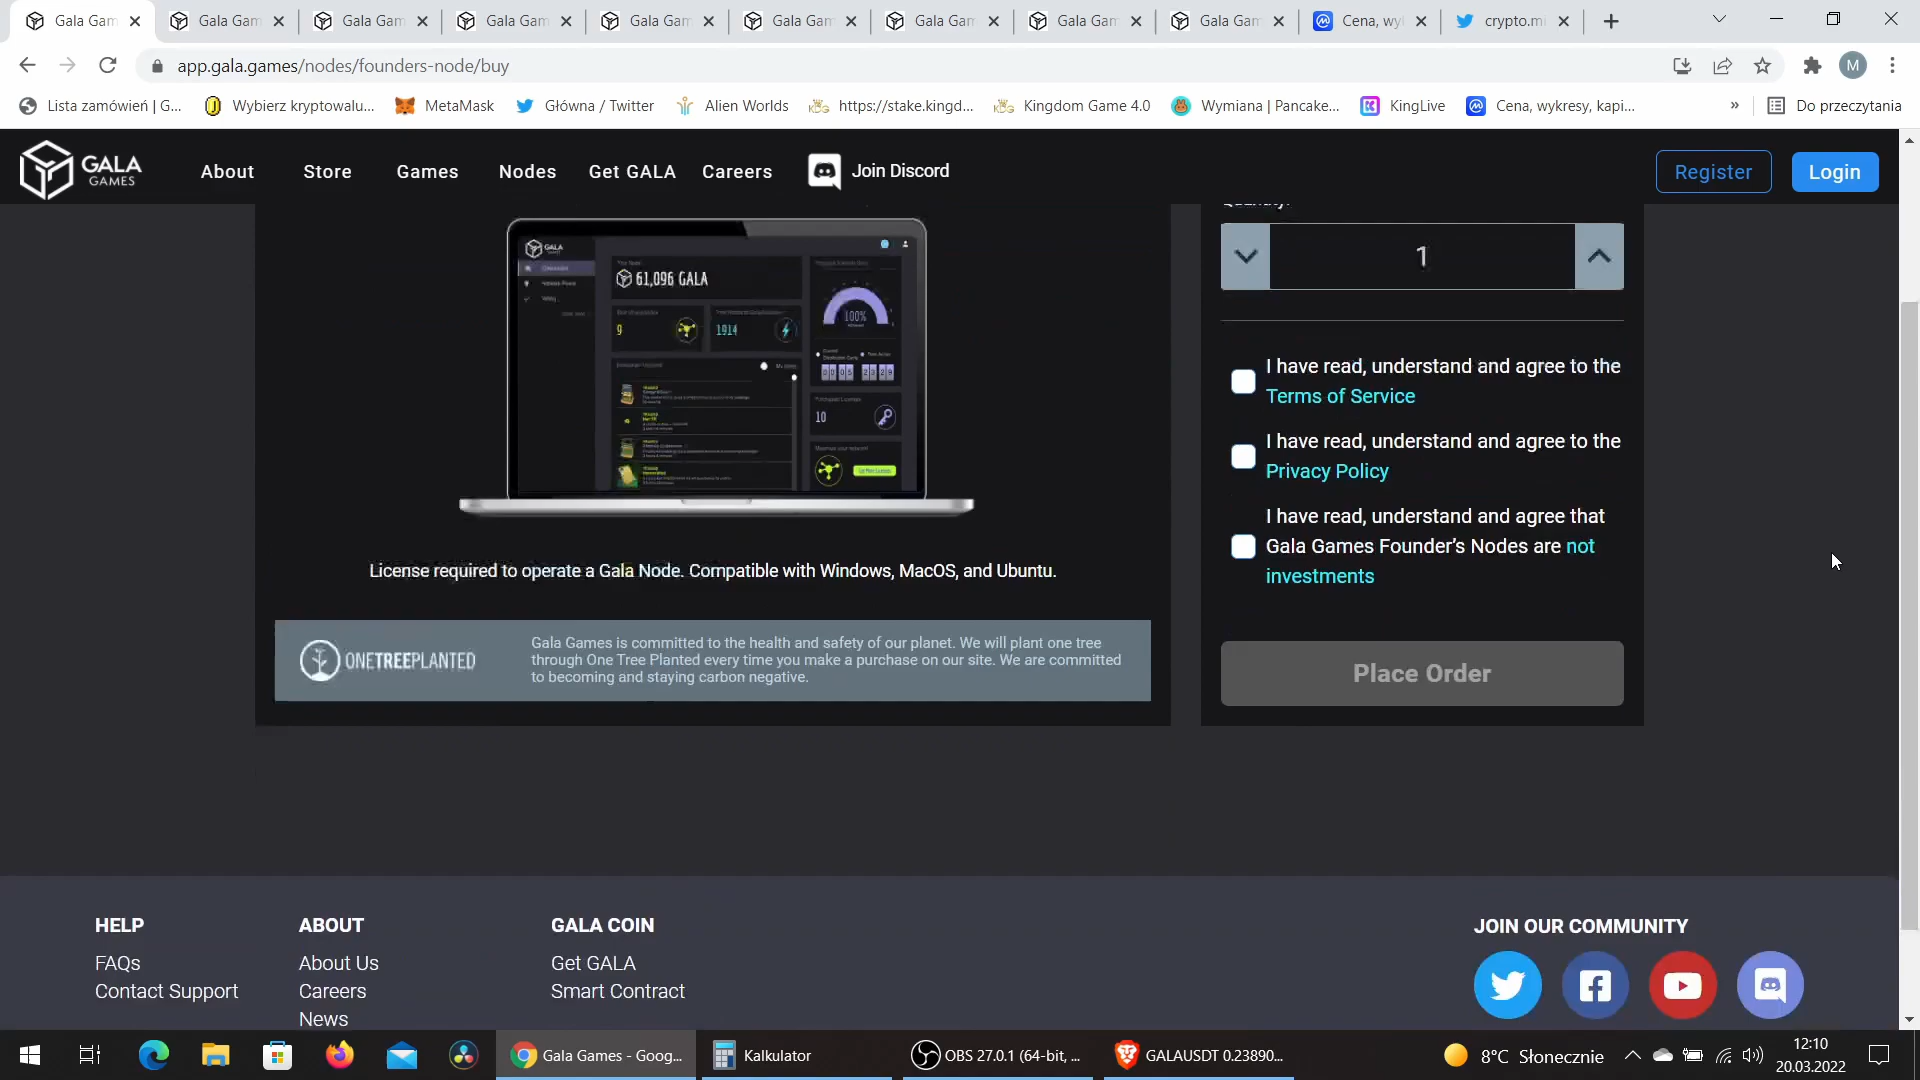 Gala Gam
Gala Gam
Gala Gam
Gala Gam
Gala Gam
Gala Gam
Gala Gam
Gala Gam
Gala Gam
Cena, wy
crypto.mi
app.gala.games/nodes/founders-node/buy
M
Lista zamówień | G...
Wybierz kryptowalu...
MetaMask
Główna / Twitter
Alien Worlds
https://stake.kingd...
Kingdom Game 4.0
Wymiana | Pancake...
KingLive
Cena, wykresy, kapi...
»
Do przeczytania
GALA
GAMES
About
Store
Games
Nodes
Get GALA
Careers
Join Discord
Register
Login
GALA
61,096 GALA
9
1914
100%
10
License required to operate a Gala Node. Compatible with Windows, MacOS, and Ubuntu.
ONETREEPLANTED
Gala Games is committed to the health and safety of our planet. We will plant one tree
through One Tree Planted every time you make a purchase on our site. We are committed
to becoming and staying carbon negative.
Quantity:
1
I have read, understand and agree to the
Terms of Service
I have read, understand and agree to the
Privacy Policy
I have read, understand and agree that
Gala Games Founder’s Nodes are not
investments
Place Order
HELP
FAQs
Contact Support
ABOUT
About Us
Careers
News
GALA COIN
Get GALA
Smart Contract
JOIN OUR COMMUNITY
Gala Games - Goog...
Kalkulator
OBS 27.0.1 (64-bit, ...
GALAUSDT 0.23890...
8°C Słonecznie
12:10
20.03.2022